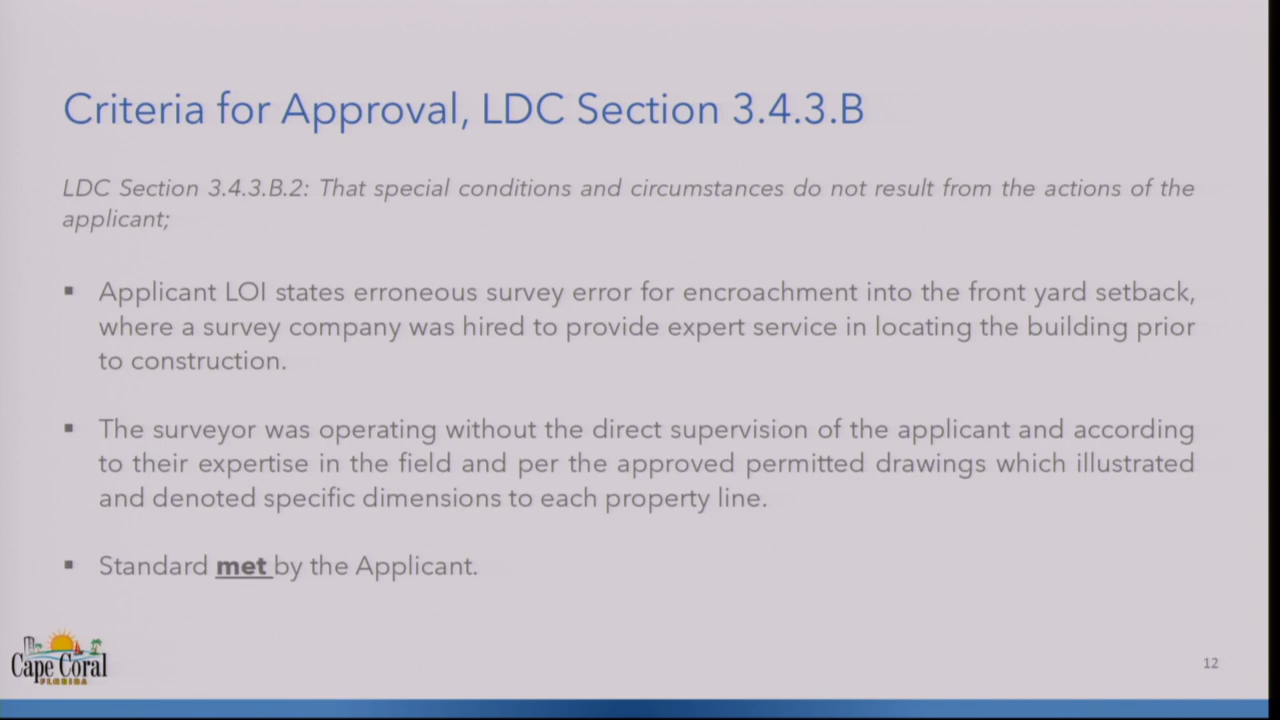 Criteria for Approval, LDC Section 3.4.3.B
LDC Section 3.4.3.B.2: That special conditions and circumstances do not result from the actions of the
applicant;
▪ Applicant LOI states erroneous survey error for encroachment into the front yard setback,
where a survey company was hired to provide expert service in locating the building prior
to construction.
▪ The surveyor was operating without the direct supervision of the applicant and according
to their expertise in the field and per the approved permitted drawings which illustrated
and denoted specific dimensions to each property line.
▪ Standard met by the Applicant.
Cape Coral
FLORIDA
12